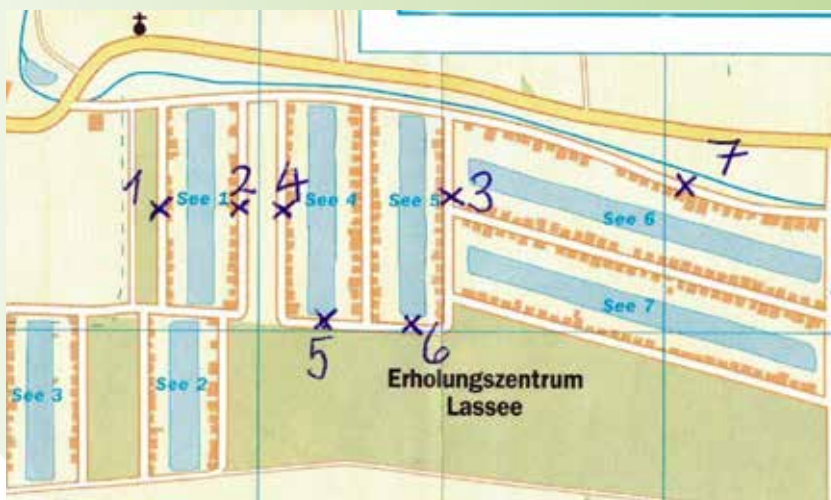 7
1
See 1
2
4
See 4
See 5
3
See 6
See 7
5
6
Erholungszentrum
Lassee
See 3
See 2